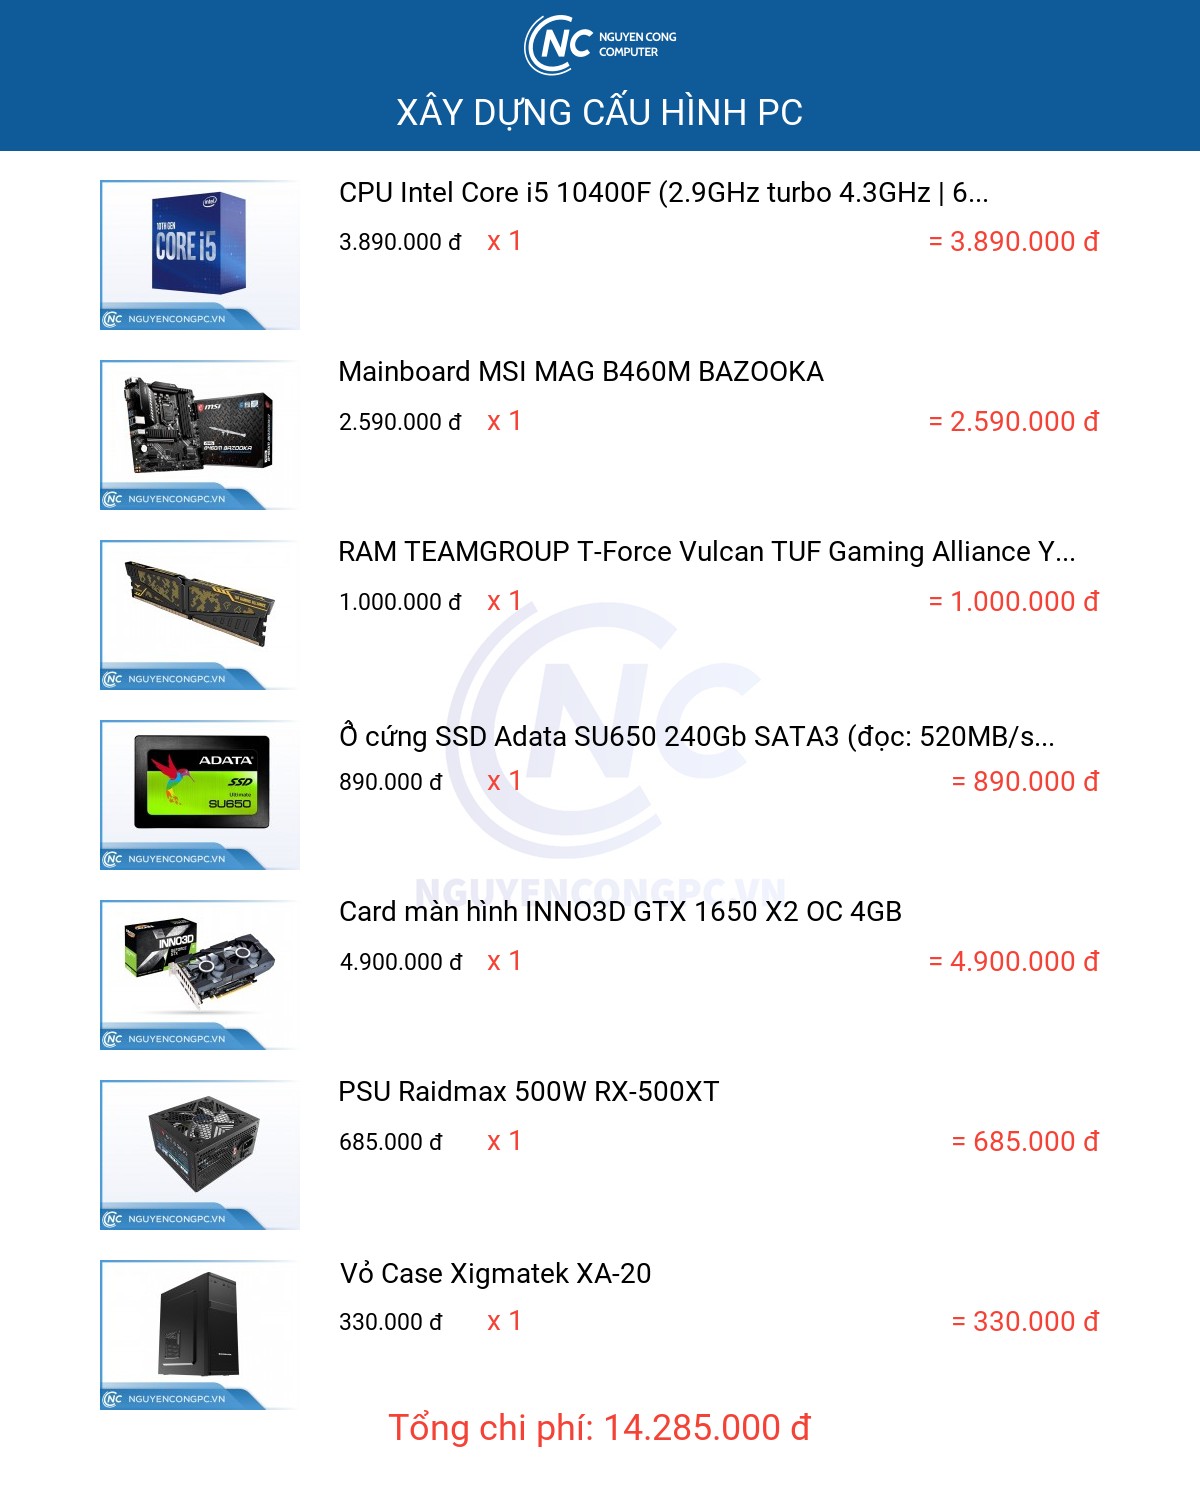 NC NGUYEN CONG
COMPUTER
XÂY DỰNG CẤU HÌNH PC
CPU Intel Core i5 10400F (2.9GHz turbo 4.3GHz | 6...
3.890.000 đ x 1 = 3.890.000 đ
intel
10TH GEN
CORE i5
NC NGUYENCONGPC.VN
Mainboard MSI MAG B460M BAZOOKA
2.590.000 đ x 1 = 2.590.000 đ
msi
B460M BAZOOKA
NC NGUYENCONGPC.VN
RAM TEAMGROUP T-Force Vulcan TUF Gaming Alliance Y...
1.000.000 đ x 1 = 1.000.000 đ
NC NGUYENCONGPC.VN
NC
Ổ cứng SSD Adata SU650 240Gb SATA3 (đọc: 520MB/s...
890.000 đ x 1 = 890.000 đ
ADATA
SSD
Ultimate
SU650
NC NGUYENCONGPC.VN
NGUYENCONGPC.VN
Card màn hình INNO3D GTX 1650 X2 OC 4GB
4.900.000 đ x 1 = 4.900.000 đ
INNO3D
NC NGUYENCONGPC.VN
PSU Raidmax 500W RX-500XT
685.000 đ x 1 = 685.000 đ
NC NGUYENCONGPC.VN
Vỏ Case Xigmatek XA-20
330.000 đ x 1 = 330.000 đ
NC NGUYENCONGPC.VN
Tổng chi phí: 14.285.000 đ